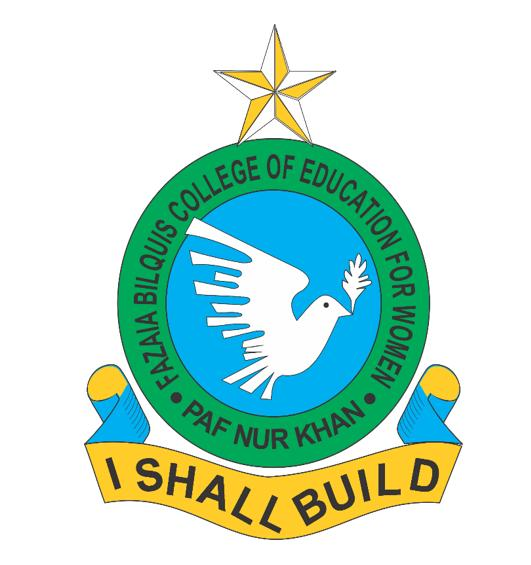 FAZAIA BILQUIS COLLEGE OF EDUCATION FOR WOMEN
• PAF NUR KHAN •
I SHALL BUILD